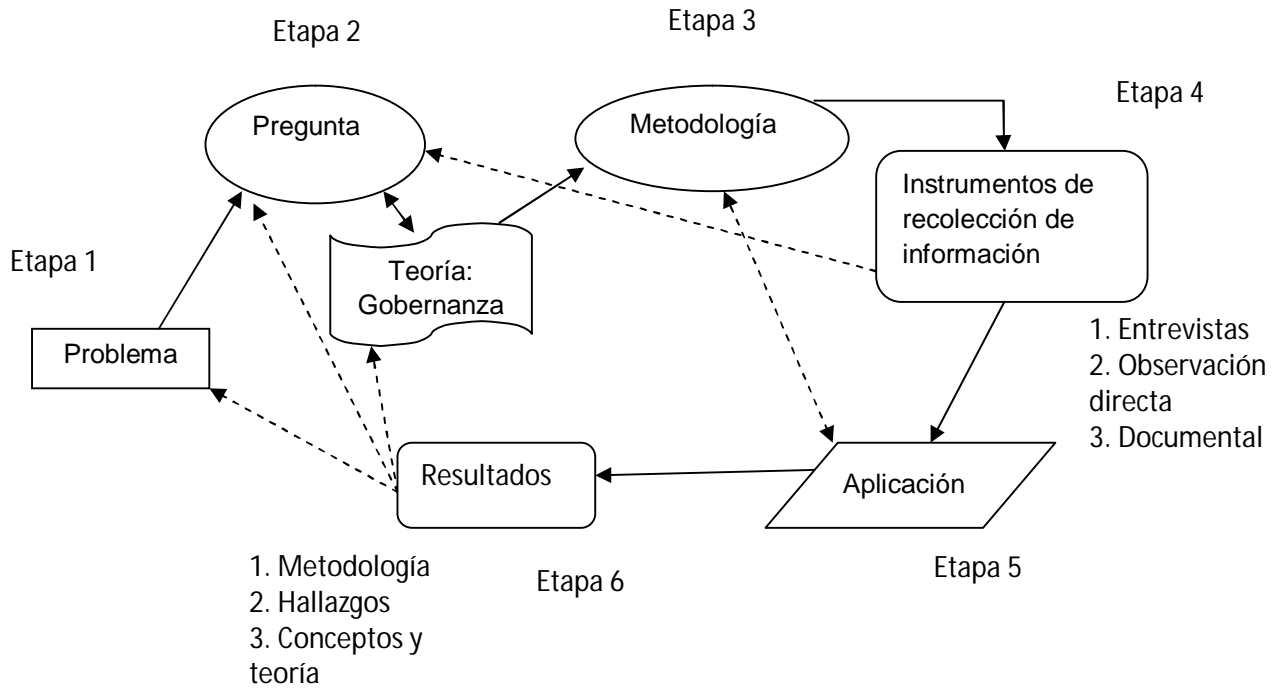 Etapa 2
Etapa 3
Etapa 4
Pregunta
Metodología
Instrumentos de
recolección de
información
Etapa 1
Teoría:
Gobernanza
Problema
1. Entrevistas
2. Observación
directa
3. Documental
Resultados
Aplicación
1. Metodología
2. Hallazgos
3. Conceptos y
teoría
Etapa 6
Etapa 5